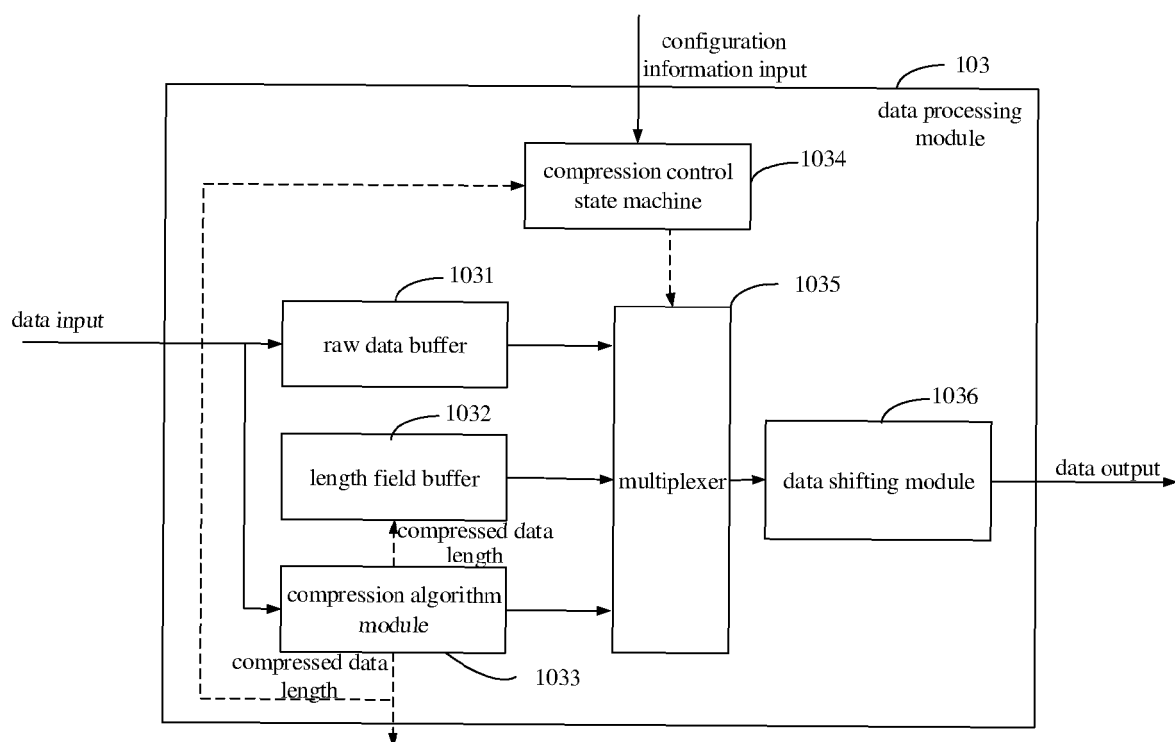 configuration
information input
103
data processing
module
1034
compression control
state machine
1031
1035
data input
raw data buffer
1032
1036
length field buffer
multiplexer
data shifting module
data output
compressed data
length
compression algorithm
module
compressed data
length
1033